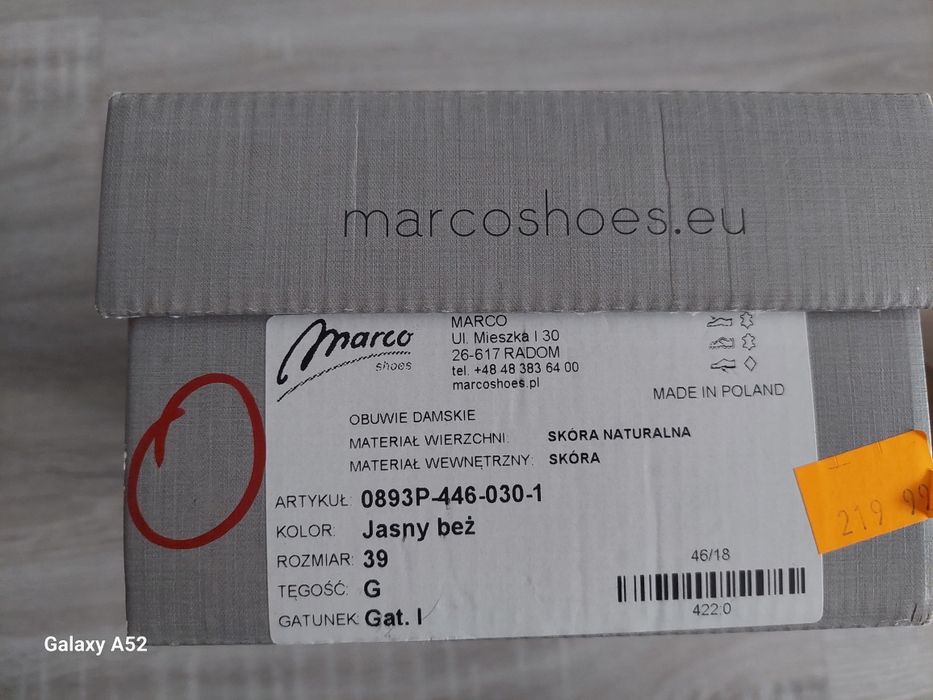 marcoshoes.eu
Marco
shoes
MARCO
Ul. Mieszka I 30
26-617 RADOM
tel. +48 48 383 64 00
marcoshoes.pl
MADE IN POLAND
OBUWIE DAMSKIE
MATERIAŁ WIERZCHNI: SKÓRA NATURALNA
MATERIAŁ WEWNĘTRZNY: SKÓRA
ARTYKUŁ: 0893P-446-030-1
KOLOR: Jasny beż
ROZMIAR: 39
TĘGOŚĆ: G
GATUNEK: Gat. I
46/18
422:0
219 99
Galaxy A52